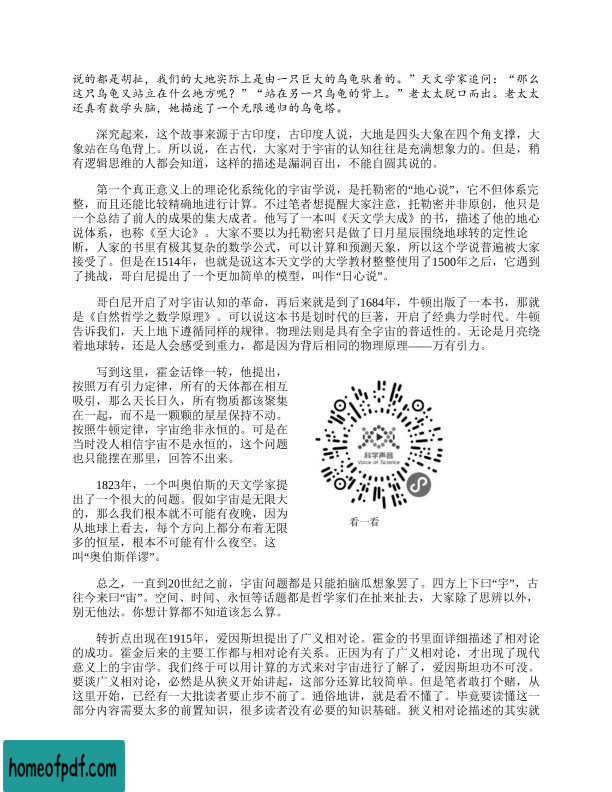 说的都是胡扯，我们的大地实际上是由一只巨大的乌龟驮着的。”天文学家追问：“那么
这只乌龟又站立在什么地方呢？”“站在另一只乌龟的背上。”老太太脱口而出。老太太
还真有数学头脑，她描述了一个无限递归的乌龟塔。
深究起来，这个故事来源于古印度，古印度人说，大地是四头大象在四个角支撑，大
象站在乌龟背上。所以说，在古代，大家对于宇宙的认知往往是充满想象力的。但是，稍
有逻辑思维的人都会知道，这样的描述是漏洞百出，不能自圆其说的。
第一个真正意义上的理论化系统化的宇宙学说，是托勒密的“地心说”，它不但体系完
整，而且还能比较精确地进行计算。不过笔者想提醒大家注意，托勒密并非原创，他只是
一个总结了前人的成果的集大成者。他写了一本叫《天文学大成》的书，描述了他的地心
说体系，也称《至大论》。大家不要以为托勒密只是做了日月星辰围绕地球转的定性论
断，人家的书里有极其复杂的数学公式，可以计算和预测天象，所以这个学说普遍被大家
接受了。但是在1514年，也就是说这本天文学的大学教材整整使用了1500年之后，它遇到
了挑战，哥白尼提出了一个更加简单的模型，叫作“日心说”。
哥白尼开启了对宇宙认知的革命，再后来就是到了1684年，牛顿出版了一本书，那就
是《自然哲学之数学原理》。可以说这本书是划时代的巨著，开启了经典力学时代。牛顿
告诉我们，天上地下遵循同样的规律。物理法则是具有全宇宙的普适性的。无论是月亮绕
着地球转，还是人会感受到重力，都是因为背后相同的物理原理——万有引力。
写到这里，霍金话锋一转，他提出，
按照万有引力定律，所有的天体都在相互
吸引，那么天长日久，所有物质都该聚集
在一起，而不是一颗颗的星星保持不动。
按照牛顿定律，宇宙绝非永恒的。可是在
当时没人相信宇宙不是永恒的，这个问题
也只能摆在那里，回答不出来。
科学声音
Voice of Science
看一看
1823年，一个叫奥伯斯的天文学家提
出了一个很大的问题。假如宇宙是无限大
的，那么我们根本就不可能有夜晚，因为
从地球上看去，每个方向上都分布着无限
多的恒星，根本不可能有什么夜空。这
叫“奥伯斯佯谬”。
总之，一直到20世纪之前，宇宙问题都是只能拍脑瓜想象罢了。四方上下曰“宇”，古
往今来曰“宙”。空间、时间、永恒等话题都是哲学家们在扯来扯去，大家除了思辨以外，
别无他法。你想计算都不知道该怎么算。
转折点出现在1915年，爱因斯坦提出了广义相对论。霍金的书里面详细描述了相对论
的成功。霍金后来的主要工作都与相对论有关系。正因为有了广义相对论，才出现了现代
意义上的宇宙学。我们终于可以用计算的方式来对宇宙进行了解了，爱因斯坦功不可没。
要谈广义相对论，必然是从狭义开始讲起，这部分还算比较简单。但是笔者敢打个赌，从
这里开始，已经有一大批读者要止步不前了。通俗地讲，就是看不懂了。毕竟要读懂这一
部分内容需要太多的前置知识，很多读者没有必要的知识基础。狭义相对论描述的其实就
homeofpdf.com